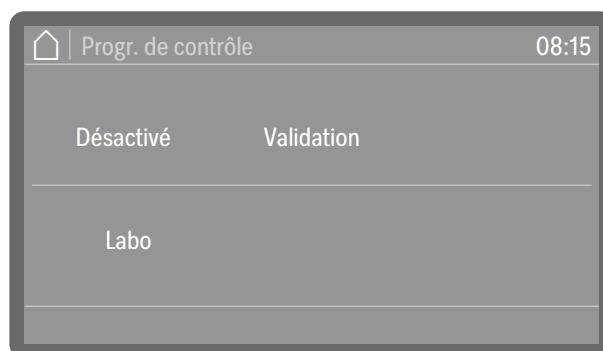 Progr. de contrôle 08:15
Désactivé Validation
Labo